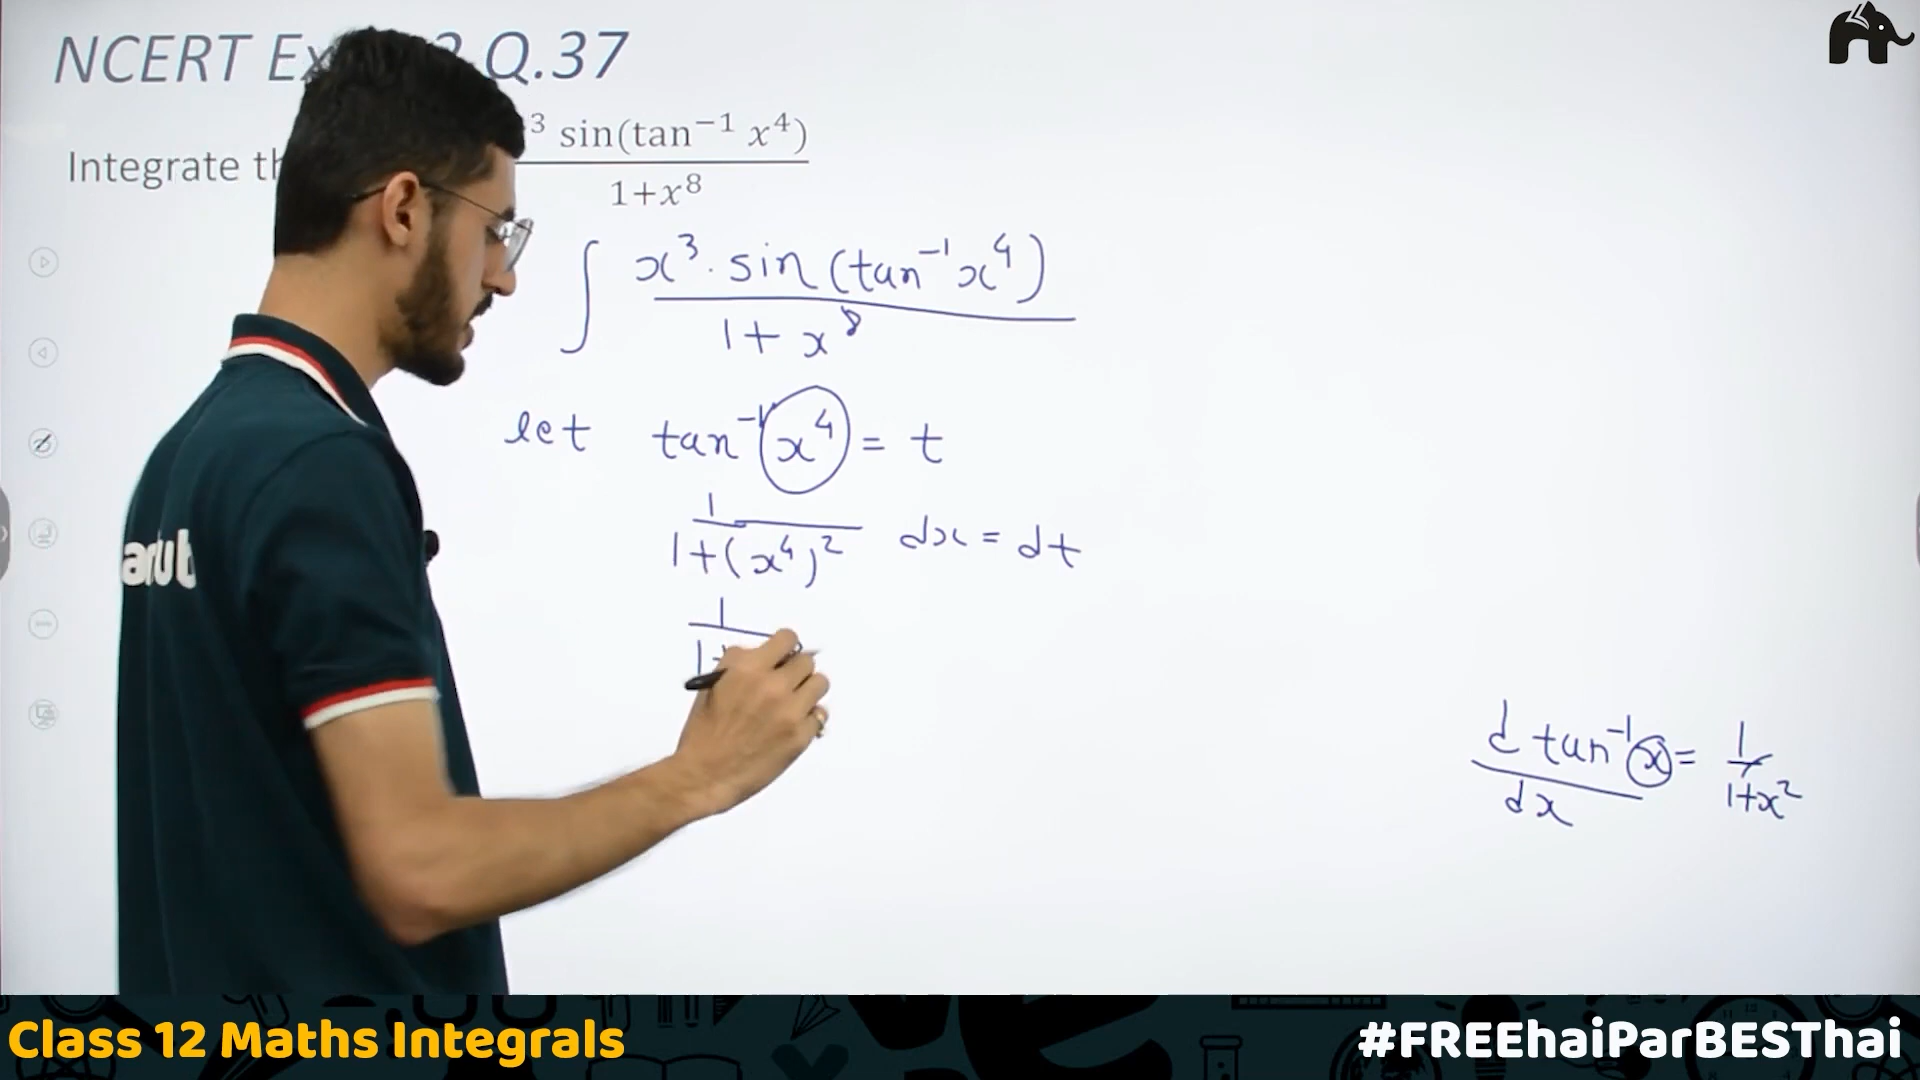 NCERT Ex Q.37
Integrate th 3 sin(tan⁻¹ x⁴)
1+x⁸
∫ x³. sin (tan⁻¹x⁴)
1+ x⁸
let tan⁻¹ x⁴ = t
1
1+(x⁴)² dx = dt
1
1+
d tan⁻¹ x = 1
dx 1+x²
Class 12 Maths Integrals
#FREEhaiParBESThai